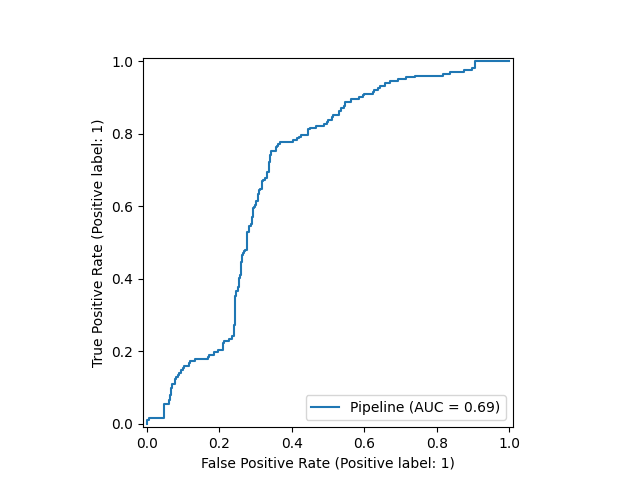 1.0
0.8
0.6
0.4
0.2
0.0
True Positive Rate (Positive label: 1)
Pipeline (AUC = 0.69)
0.0 0.2 0.4 0.6 0.8 1.0
False Positive Rate (Positive label: 1)